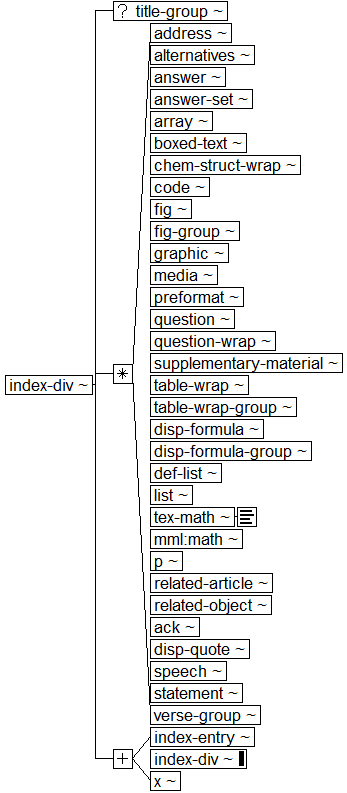 ? title-group ~
address ~
alternatives ~
answer ~
answer-set ~
array ~
boxed-text ~
chem-struct-wrap ~
code ~
fig ~
fig-group ~
graphic ~
media ~
preformat ~
question ~
question-wrap ~
supplementary-material ~
index-div ~
table-wrap ~
table-wrap-group ~
disp-formula ~
disp-formula-group ~
def-list ~
list ~
tex-math ~
mml:math ~
p ~
related-article ~
related-object ~
ack ~
disp-quote ~
speech ~
statement ~
verse-group ~
index-entry ~
index-div ~
x ~